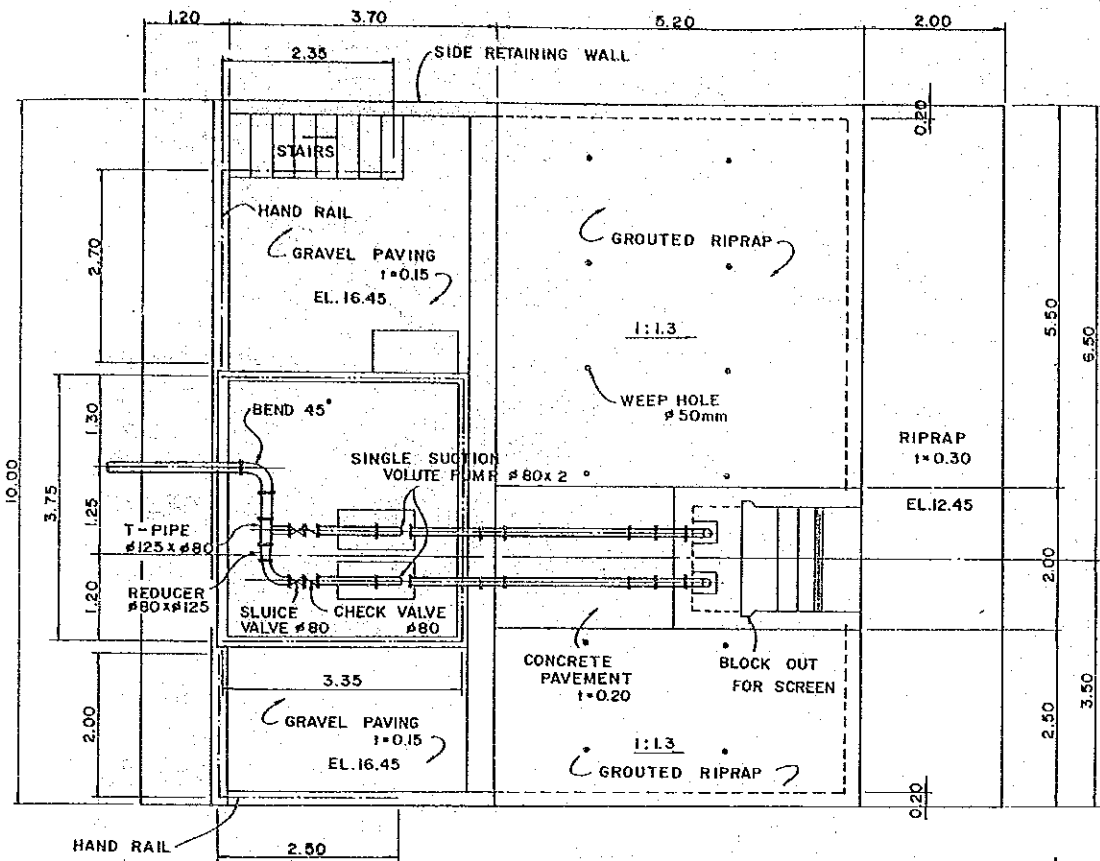 1.20
3.70
5.20
2.00
2.35
SIDE RETAINING WALL
0.20
STAIRS
HAND RAIL
GRAVEL PAVING
t=0.15
EL.16.45
GROUTED RIPRAP
2.70
1:1.3
5.50
6.50
WEEP HOLE
ø50mm
BEND 45°
1.30
RIPRAP
t=0.30
EL.12.45
SINGLE SUCTION
VOLUTE PUMP ø80x2
10.00
3.75
1.25
T-PIPE
ø125xø80
REDUCER
ø80xø125
1.20
SLUICE
VALVE ø80
CHECK VALVE
ø80
2.00
CONCRETE
PAVEMENT
t=0.20
BLOCK OUT
FOR SCREEN
3.35
2.00
GRAVEL PAVING
t=0.15
EL.16.45
1:1.3
GROUTED RIPRAP
2.50
3.50
0.20
HAND RAIL
2.50